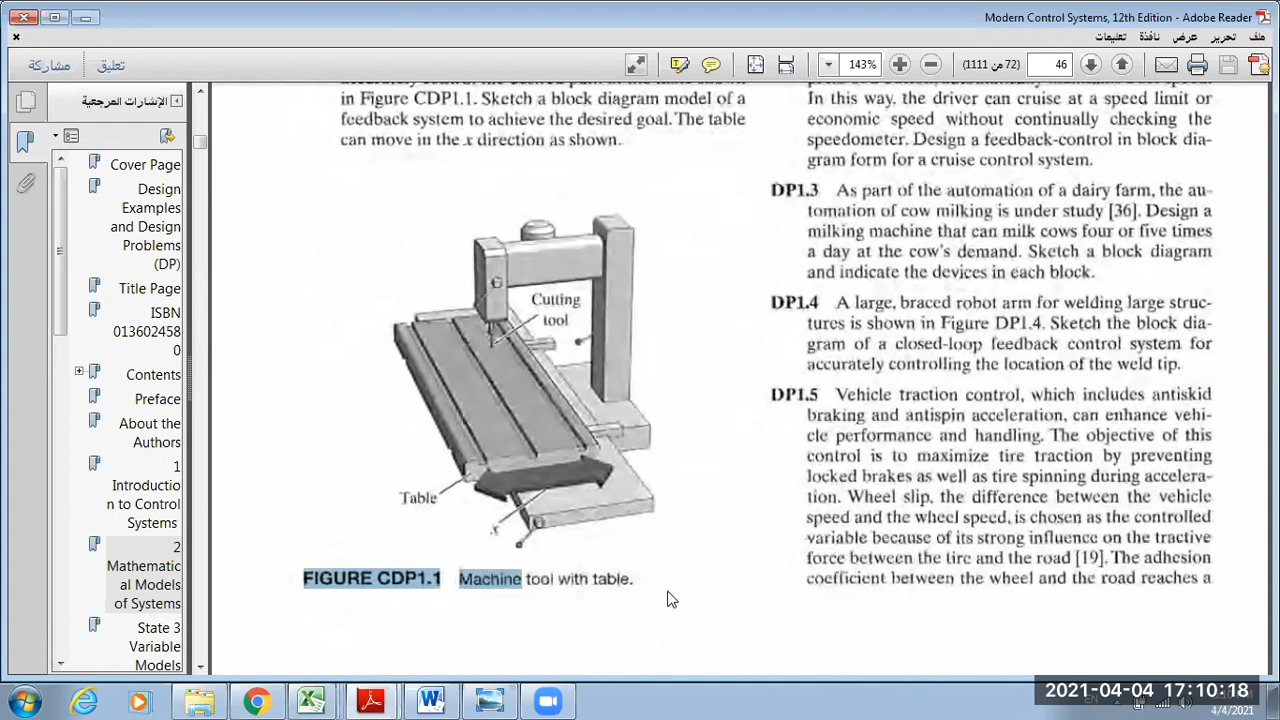 Modern Control Systems, 12th Edition - Adobe Reader
ملف تحرير عرض نافذة تعليمات
مشاركة
تعليق
143%
(72 من 1111)
46
الإشارات المرجعية
Cover Page
Design
Examples
and Design
Problems
(DP)
Title Page
ISBN
013602458
0
Contents
Preface
About the
Authors
1
Introductio
n to Control
Systems
2
Mathematic
al Models
of Systems
State 3
Variable
Models
in Figure CDP1.1. Sketch a block diagram model of a
feedback system to achieve the desired goal. The table
can move in the x direction as shown.
Cutting
tool
Table
x
FIGURE CDP1.1 Machine tool with table.
In this way, the driver can cruise at a speed limit or
economic speed without continually checking the
speedometer. Design a feedback-control in block dia-
gram form for a cruise control system.
DP1.3 As part of the automation of a dairy farm, the au-
tomation of cow milking is under study [36]. Design a
milking machine that can milk cows four or five times
a day at the cow's demand. Sketch a block diagram
and indicate the devices in each block.
DP1.4 A large, braced robot arm for welding large struc-
tures is shown in Figure DP1.4. Sketch the block dia-
gram of a closed-loop feedback control system for
accurately controlling the location of the weld tip.
DP1.5 Vehicle traction control, which includes antiskid
braking and antispin acceleration, can enhance vehi-
cle performance and handling. The objective of this
control is to maximize tire traction by preventing
locked brakes as well as tire spinning during accelera-
tion. Wheel slip, the difference between the vehicle
speed and the wheel speed, is chosen as the controlled
variable because of its strong influence on the tractive
force between the tire and the road [19]. The adhesion
coefficient between the wheel and the road reaches a
2021-04-04 17:10:18
EN
4/4/2021